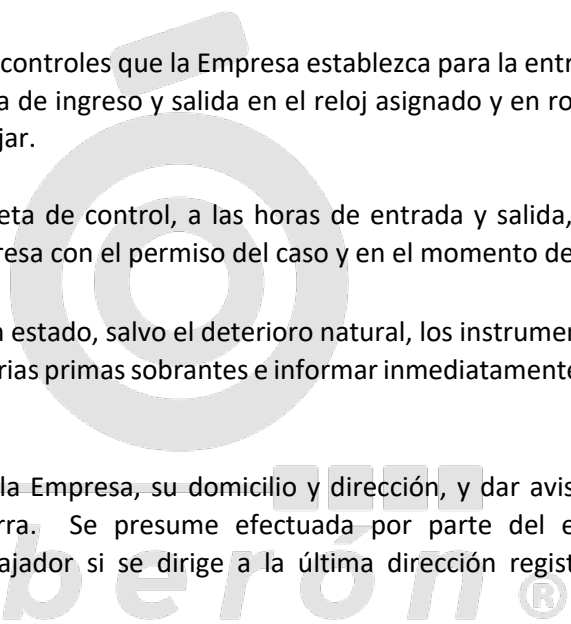 controles que la Empresa establezca para la entr
a de ingreso y salida en el reloj asignado y en ro
jar.
eta de control, a las horas de entrada y salida,
resa con el permiso del caso y en el momento de
n estado, salvo el deterioro natural, los instrumen
rias primas sobrantes e informar inmediatamente
la Empresa, su domicilio y dirección, y dar avis
rra. Se presume efectuada por parte del e
ajador si se dirige a la última dirección regist
berón ®